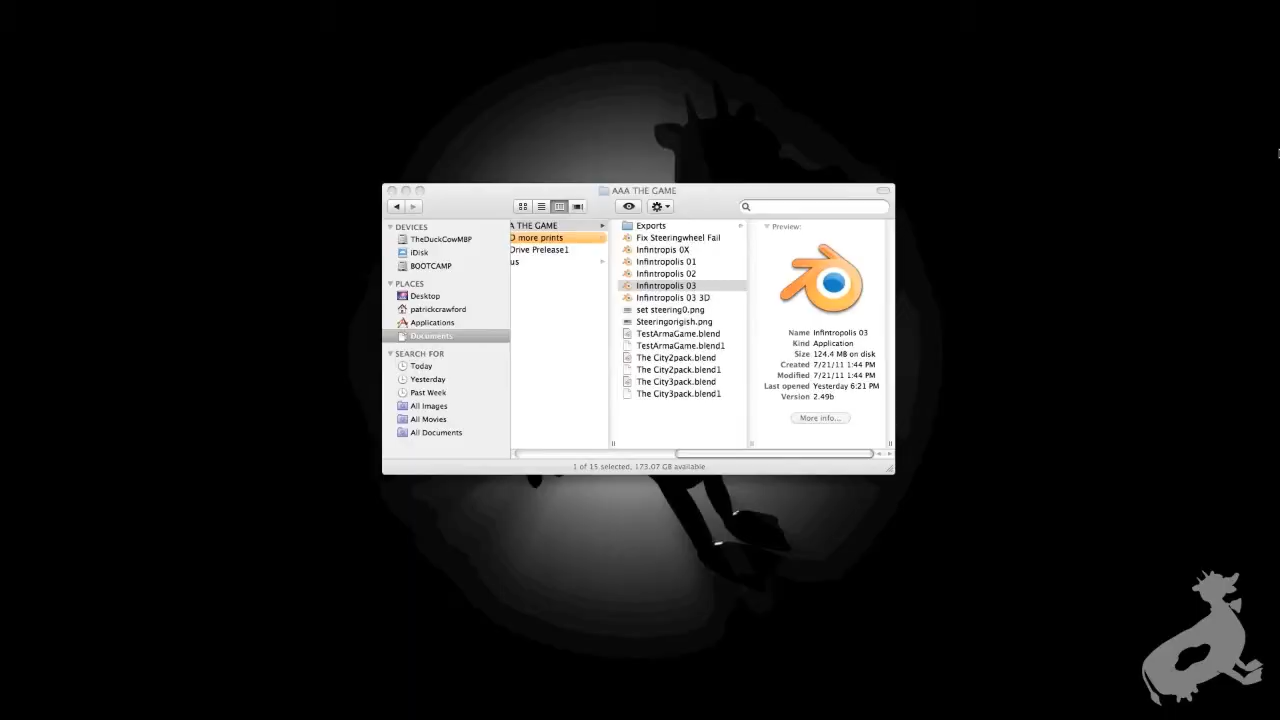 AAA THE GAME
DEVICES
TheDuckCowMBP
iDisk
BOOTCAMP
PLACES
Desktop
patrickcrawford
Applications
Documents
SEARCH FOR
Today
Yesterday
Past Week
All Images
All Movies
All Documents
A THE GAME
D more prints
Drive Prelease1
us
Exports
Fix Steeringwheel Fail
Infintropis 0X
Infintropolis 01
Infintropolis 02
Infintropolis 03
Infintropolis 03 3D
set steering0.png
Steeringorigish.png
TestArmaGame.blend
TestArmaGame.blend1
The City2pack.blend
The City2pack.blend1
The City3pack.blend
The City3pack.blend1
Preview:
Name Infintropolis 03
Kind Application
Size 124.4 MB on disk
Created 7/21/11 1:44 PM
Modified 7/21/11 1:44 PM
Last opened Yesterday 6:21 PM
Version 2.49b
More info...
1 of 15 selected, 173.07 GB available